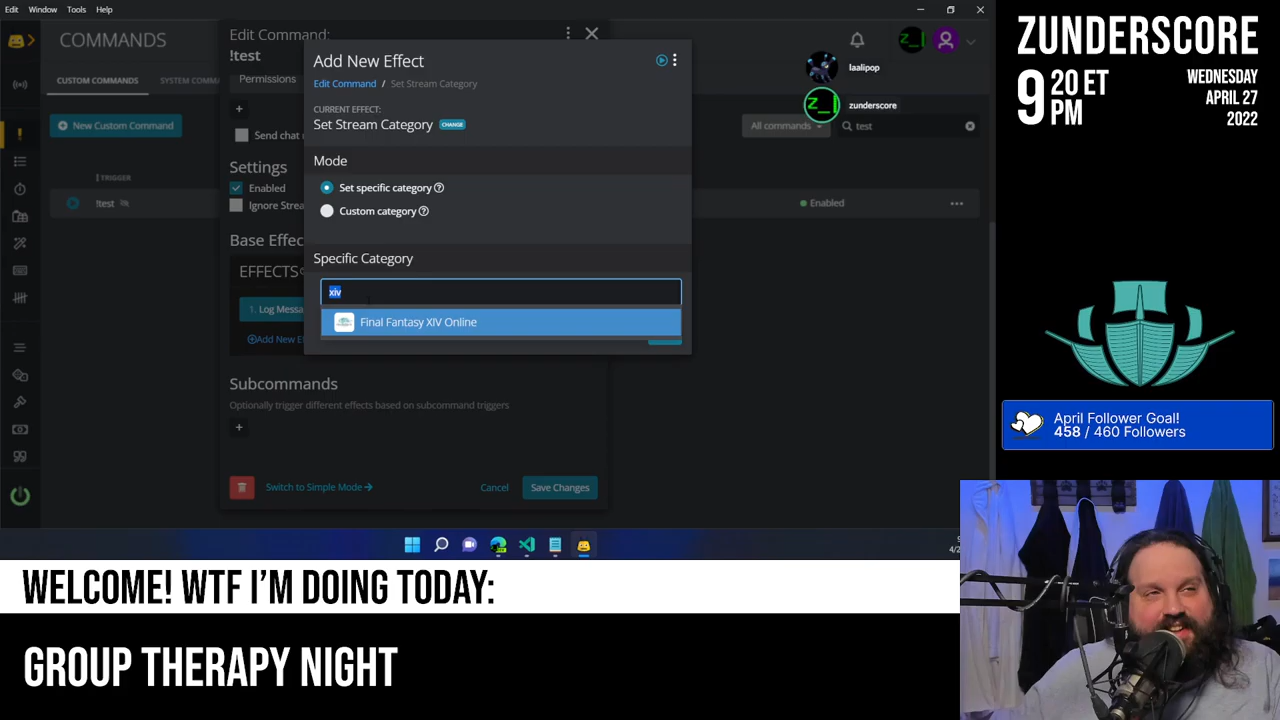 Edit Window Tools Help
COMMANDS
CUSTOM COMMANDS
SYSTEM COMMA
New Custom Command
All commands
test
TRIGGER
!test
Enabled
Edit Command:
!test
Permissions
Send chat
Settings
Enabled
Ignore Strea
Base Effec
EFFECTS
1. Log Messa
Add New Ef
Subcommands
Optionally trigger different effects based on subcommand triggers
Switch to Simple Mode
Cancel
Save Changes
Add New Effect
Edit Command / Set Stream Category
CURRENT EFFECT:
Set Stream Category CHANGE
Mode
Set specific category
Custom category
Specific Category
xiv
Final Fantasy XIV Online
laalipop
z_|
zunderscore
ZUNDERSCORE
9 20 ET
PM
WEDNESDAY
APRIL 27
2022
April Follower Goal!
458 / 460 Followers
WELCOME! WTF I'M DOING TODAY:
GROUP THERAPY NIGHT